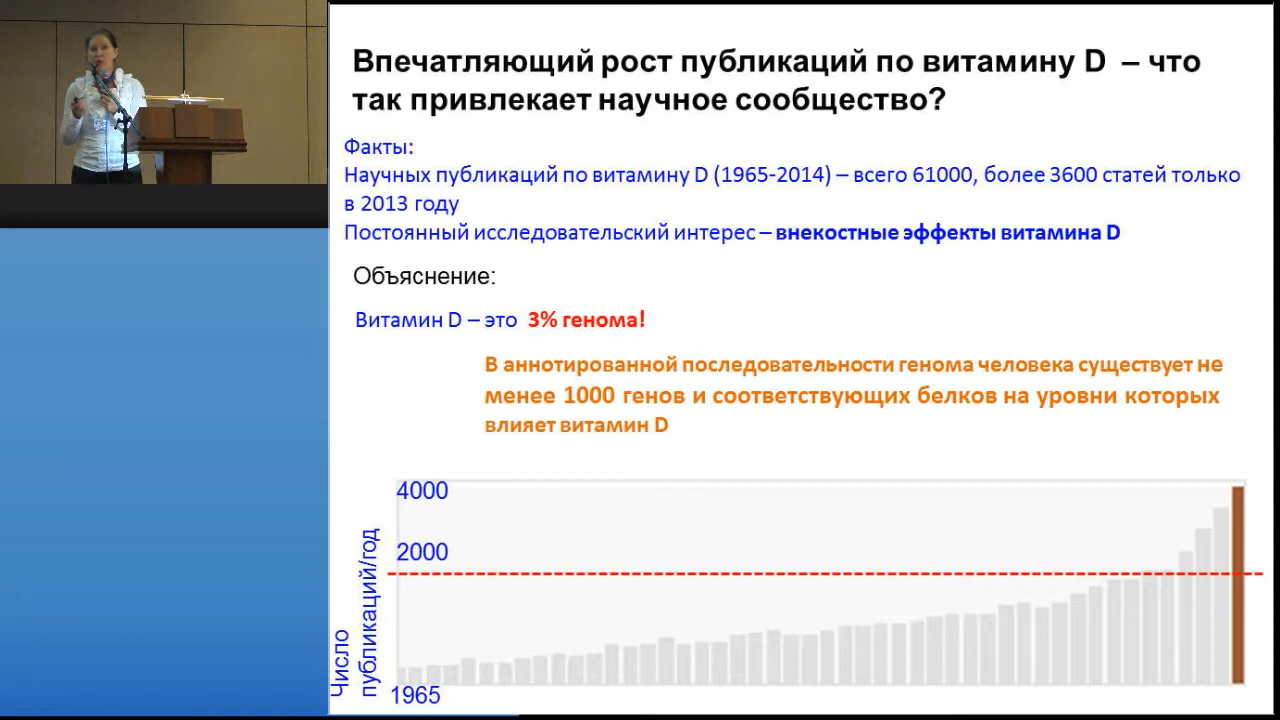 Впечатляющий рост публикаций по витамину D – что
так привлекает научное сообщество?
Факты:
Научных публикаций по витамину D (1965-2014) – всего 61000, более 3600 статей только
в 2013 году
Постоянный исследовательский интерес – внекостные эффекты витамина D
Объяснение:
Витамин D – это 3% генома!
В аннотированной последовательности генома человека существует не
менее 1000 генов и соответствующих белков на уровни которых
влияет витамин D
4000
2000
Число
публикаций/год
1965